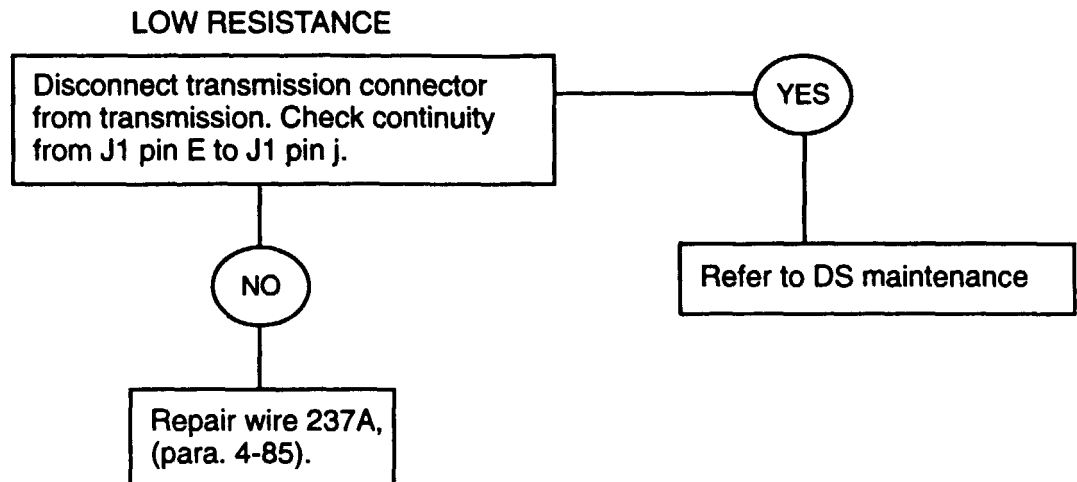 LOW RESISTANCE
Disconnect transmission connector
from transmission. Check continuity
from J1 pin E to J1 pin j.
YES
NO
Refer to DS maintenance
Repair wire 237A,
(para. 4-85).